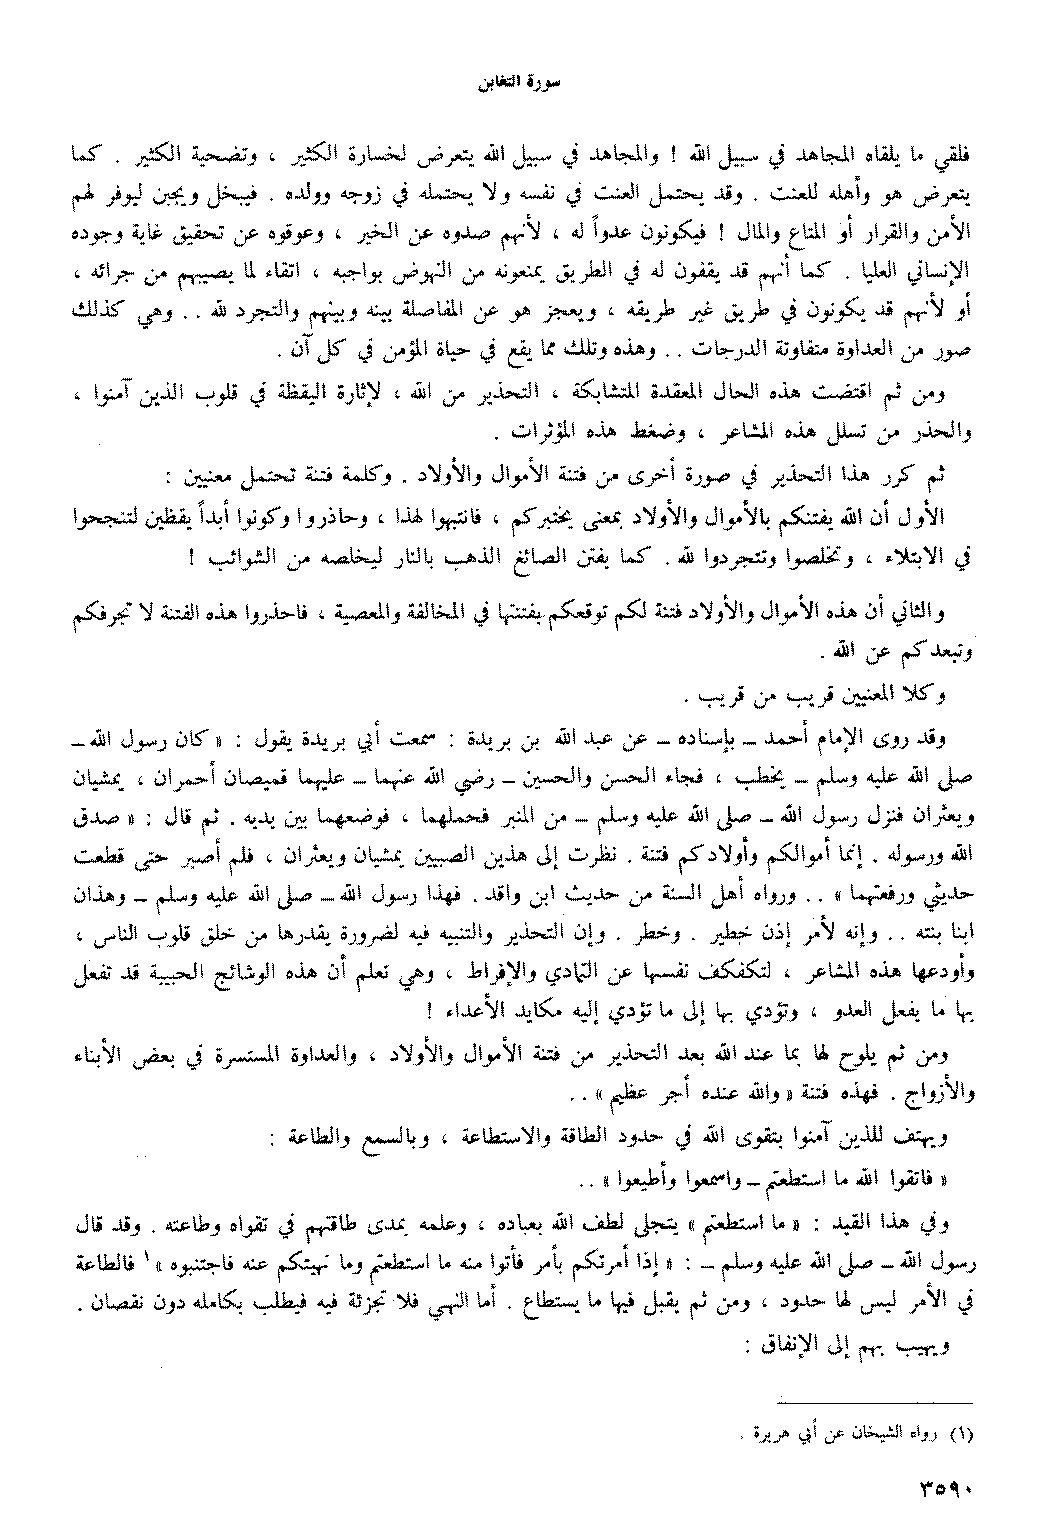 سورة التغابن
فلقي ما يلقاه المجاهد في سبيل الله ! والمجاهد في سبيل الله يتعرض لخسارة الكثير ، وتضحية الكثير . كما
يتعرض هو وأهله للعنت . وقد يحتمل العنت في نفسه ولا يحتمله في زوجه وولده . فيبخل ويجبن ليوفر لهم
الأمن والقرار أو المتاع والمال ! فيكونون عدواً له ، لأنهم صدوه عن الخير ، وعوقوه عن تحقيق غاية وجوده
الإنساني العليا . كما أنهم قد يقفون له في الطريق يمنعونه من النهوض بواجبه ، اتقاء لما يصيبهم من جرائه ،
أو لأنهم قد يكونون في طريق غير طريقه ، ويعجز هو عن المفاصلة بينه وبينهم والتجرد لله .. وهي كذلك
صور من العداوة متفاوتة الدرجات .. وهذه وتلك مما يقع في حياة المؤمن في كل آن .
ومن ثم اقتضت هذه الحال المعقدة المتشابكة ، التحذير من الله ، لإثارة اليقظة في قلوب الذين آمنوا ،
والحذر من تسلل هذه المشاعر ، وضغط هذه المؤثرات .
ثم كرر هذا التحذير في صورة أخرى من فتنة الأموال والأولاد . وكلمة فتنة تحتمل معنيين :
الأول أن الله يفتنكم بالأموال والأولاد بمعنى يختبركم ، فانتبهوا لهذا ، وحاذروا وكونوا أبداً يقظين لتنجحوا
في الابتلاء ، وتخلصوا وتتجردوا لله . كما يفتن الصائغ الذهب بالنار ليخلصه من الشوائب !
والثاني أن هذه الأموال والأولاد فتنة لكم توقعكم بفتنتها في المخالفة والمعصية ، فاحذروا هذه الفتنة لا تجرفكم
وتبعدكم عن الله .
وكلا المعنيين قريب من قريب .
وقد روى الإمام أحمد ــ بإسناده ــ عن عبد الله بن بريدة : سمعت أبي بريدة يقول : « كان رسول الله ــ
صلى الله عليه وسلم ــ يخطب ، فجاء الحسن والحسين ــ رضي الله عنهما ــ عليهما قميصان أحمران ، يمشيان
ويعثران فنزل رسول الله ــ صلى الله عليه وسلم ــ من المنبر فحملهما ، فوضعهما بين يديه . ثم قال : « صدق
الله ورسوله . إنما أموالكم وأولادكم فتنة . نظرت إلى هذين الصبيين يمشيان ويعثران ، فلم أصبر حتى قطعت
حديثي ورفعتهما » .. ورواه أهل السنة من حديث ابن واقد . فهذا رسول الله ــ صلى الله عليه وسلم ــ وهذان
ابنا بنته .. وإنه لأمر إذن خطير . وخطر . وإن التحذير والتنبيه فيه لضرورة يقدرها من خلق قلوب الناس ،
وأودعها هذه المشاعر ، لتكفكف نفسها عن التمادي والإفراط ، وهي تعلم أن هذه الوشائج الحبيبة قد تفعل
بها ما يفعل العدو ، وتؤدي بها إلى ما تؤدي إليه مكايد الأعداء !
ومن ثم يلوح لها بما عند الله بعد التحذير من فتنة الأموال والأولاد ، والعداوة المستسرة في بعض الأبناء
والأزواج . فهذه فتنة « والله عنده أجر عظيم » ..
ويهتف للذين آمنوا بتقوى الله في حدود الطاقة والاستطاعة ، وبالسمع والطاعة :
« فاتقوا الله ما استطعتم ــ واسمعوا وأطيعوا » ..
وفي هذا القيد : « ما استطعتم » يتجلى لطف الله بعباده ، وعلمه بمدى طاقتهم في تقواه وطاعته . وقد قال
رسول الله ــ صلى الله عليه وسلم ــ : « إذا أمرتكم بأمر فأتوا منه ما استطعتم وما نهيتكم عنه فاجتنبوه »١ فالطاعة
في الأمر ليس لها حدود ، ومن ثم يقبل فيها ما يستطاع . أما النهي فلا تجزئة فيه فيطلب بكامله دون نقصان .
ويهيب بهم إلى الإنفاق :
(١) رواه الشيخان عن أبي هريرة .
٣٥٩٠